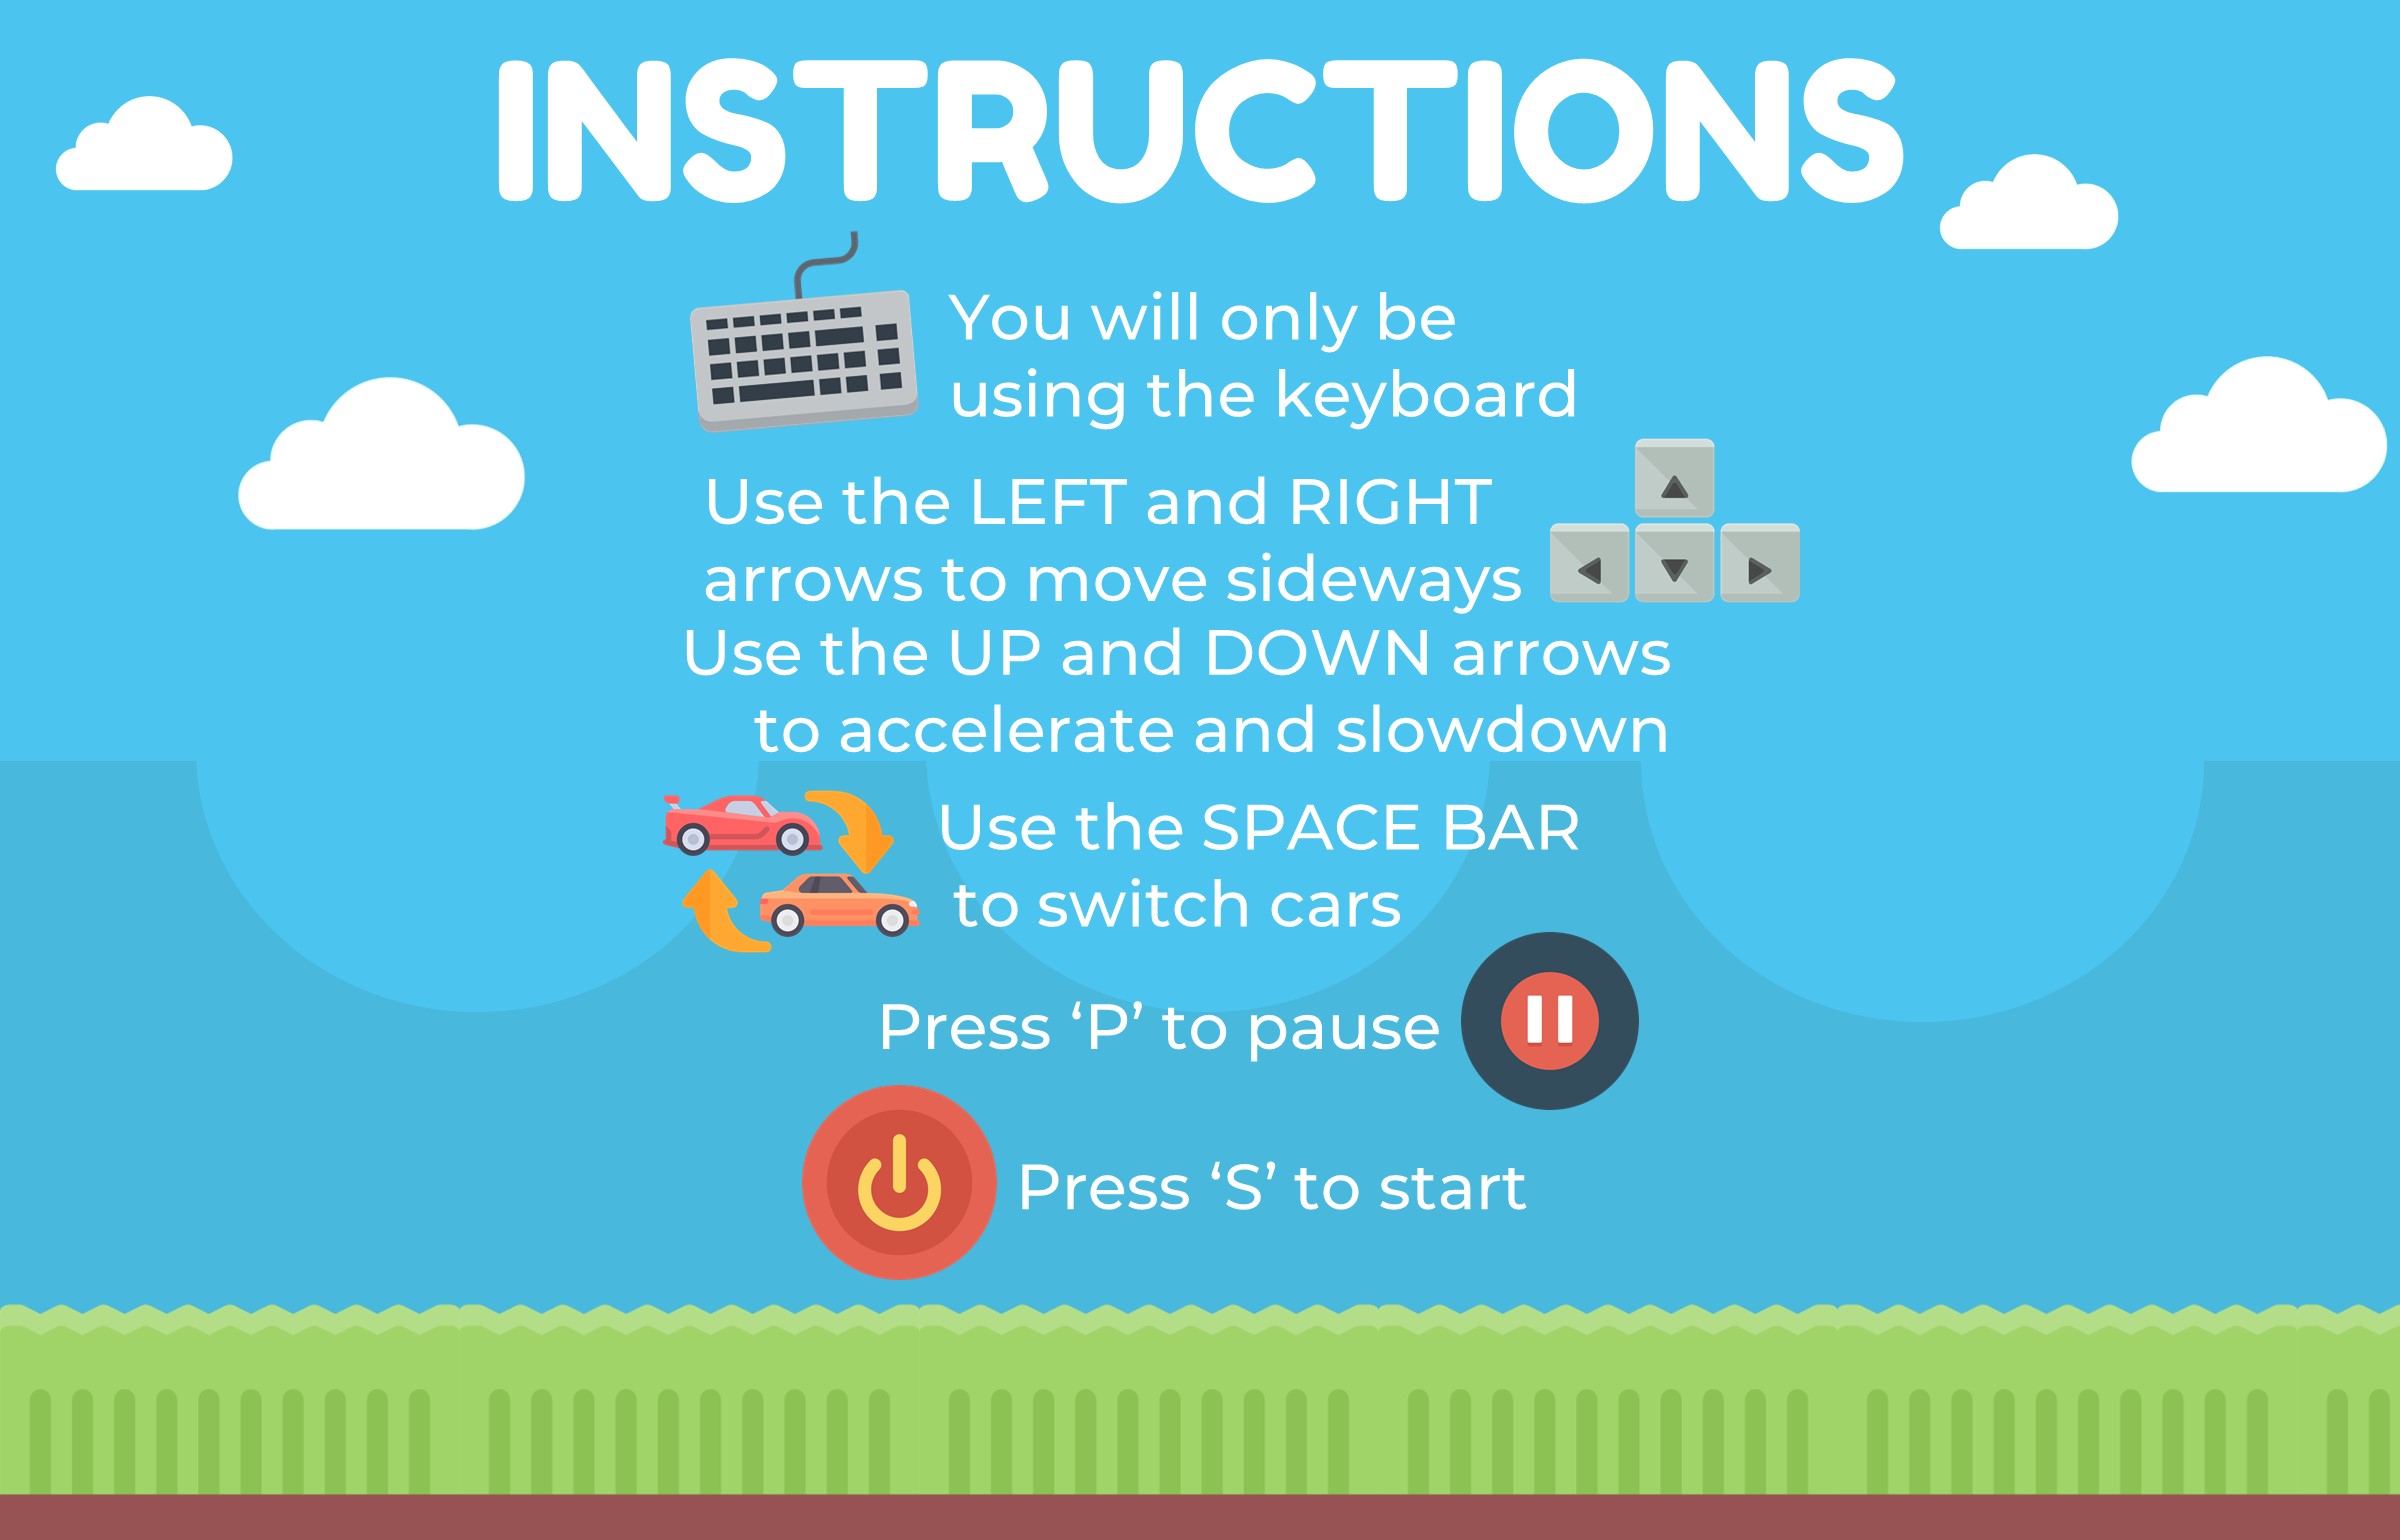 INSTRUCTIONS
You will only be
using the keyboard
Use the LEFT and RIGHT
arrows to move sideways
Use the UP and DOWN arrows
to accelerate and slowdown
Use the SPACE BAR
to switch cars
Press ‘P’ to pause
Press ‘S’ to start